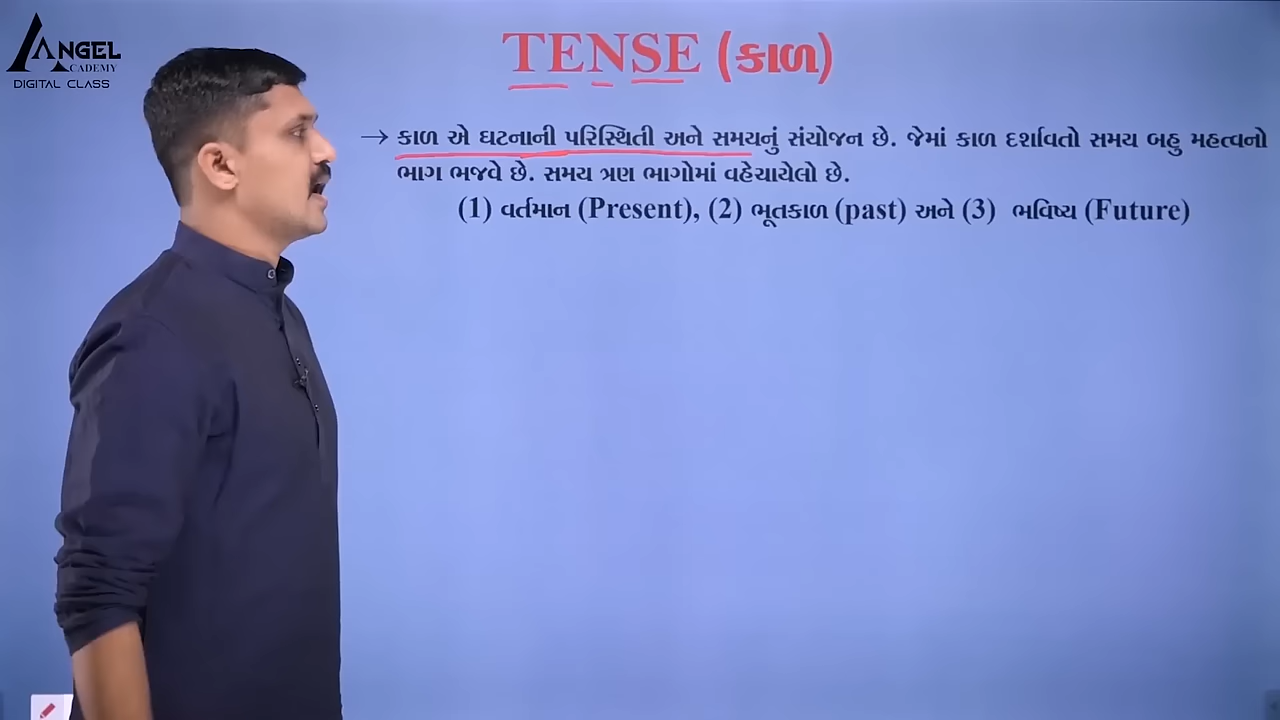 ANGEL
ACADEMY
DIGITAL CLASS
TENSE (કાળ)
→ કાળ એ ઘટનાની પરિસ્થિતી અને સમયનું સંયોજન છે. જેમાં કાળ દર્શાવતો સમય બહુ મહત્વનો
ભાગ ભજવે છે. સમય ત્રણ ભાગોમાં વહેચાયેલો છે.
(1) વર્તમાન (Present), (2) ભૂતકાળ (past) અને (3) ભવિષ્ય (Future)